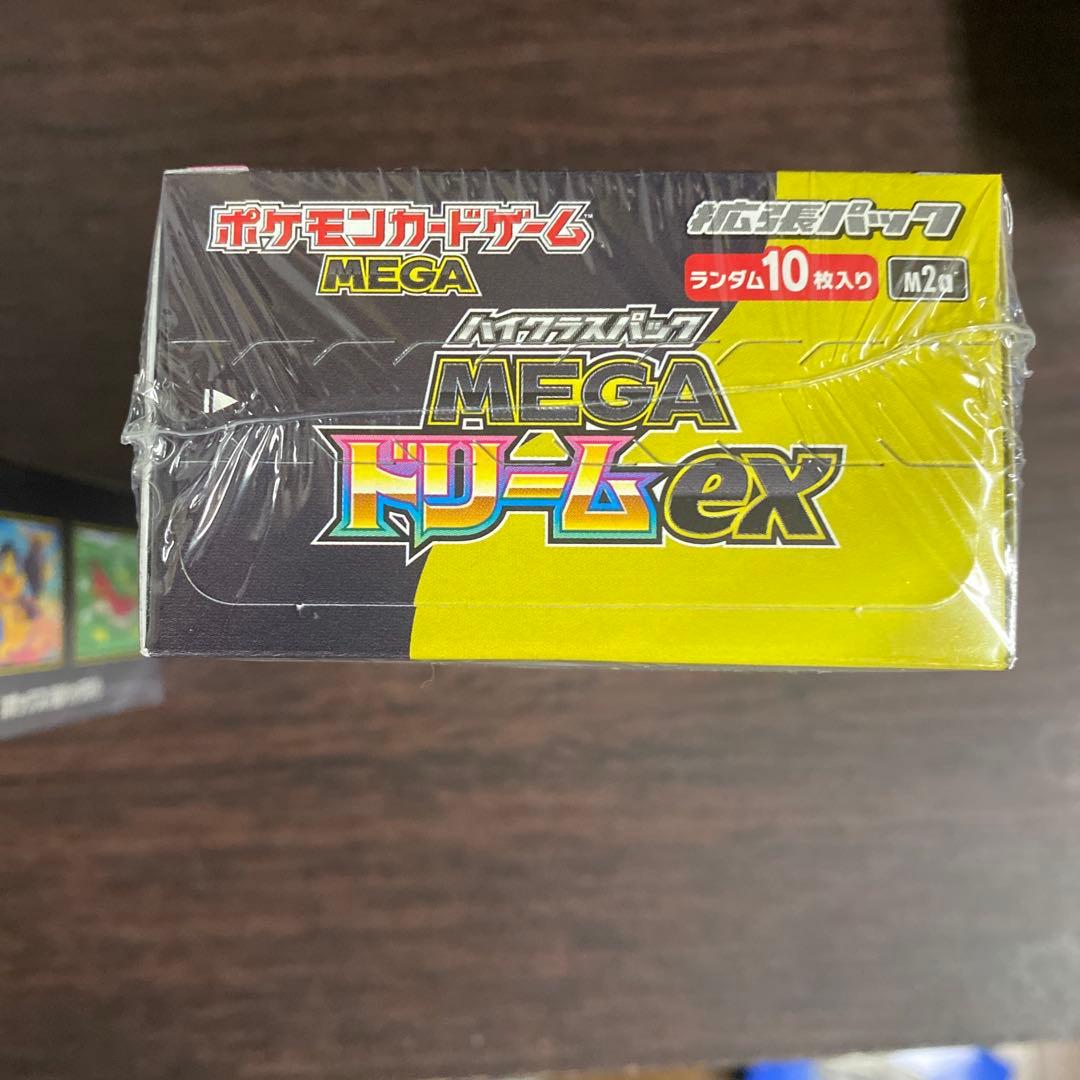 ポケモンカードゲーム™
MEGA
拡張パック
ランダム10枚入り
M2a
ハイクラスパック
MEGA
ドリームex